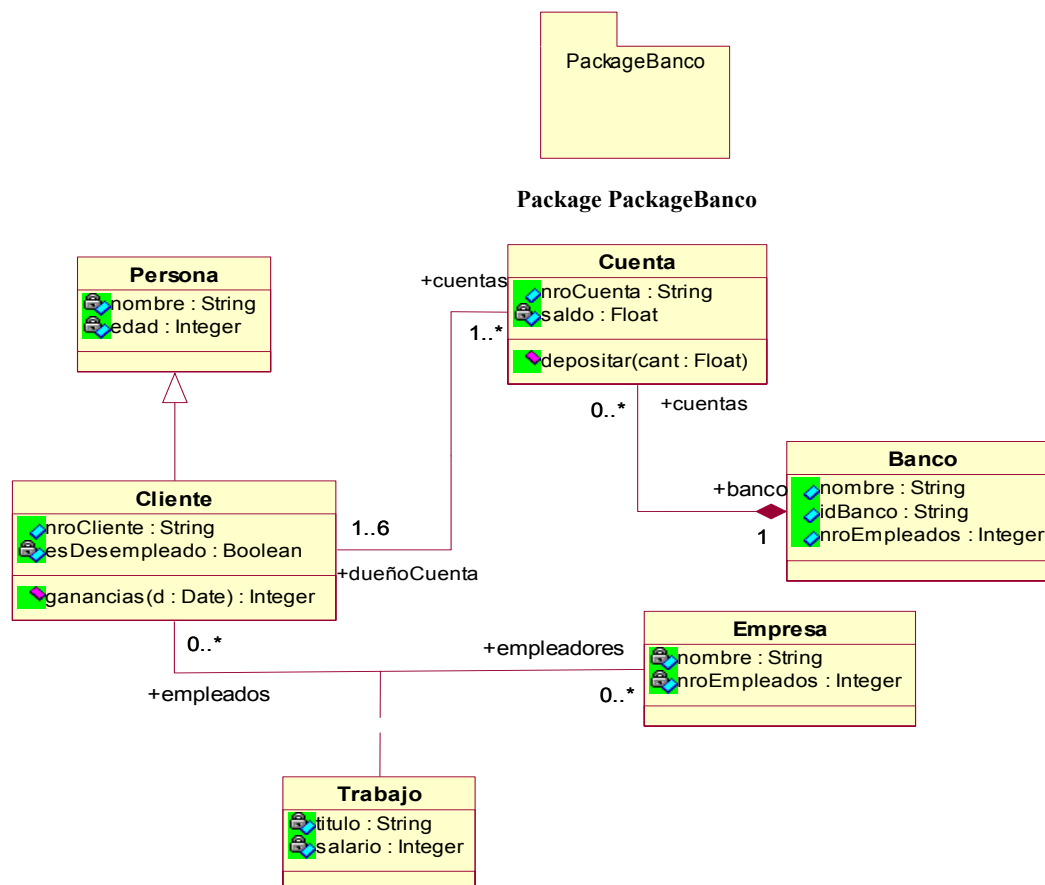 PackageBanco
Package PackageBanco
Persona
nombre : String
edad : Integer
+cuentas
1..*
Cuenta
nroCuenta : String
saldo : Float
depositar(cant : Float)
0..*
+cuentas
+banco
1
Banco
nombre : String
idBanco : String
nroEmpleados : Integer
Cliente
nroCliente : String
esDesempleado : Boolean
ganancias(d : Date) : Integer
1..6
+dueñoCuenta
0..*
+empleados
+empleadores
0..*
Empresa
nombre : String
nroEmpleados : Integer
Trabajo
titulo : String
salario : Integer